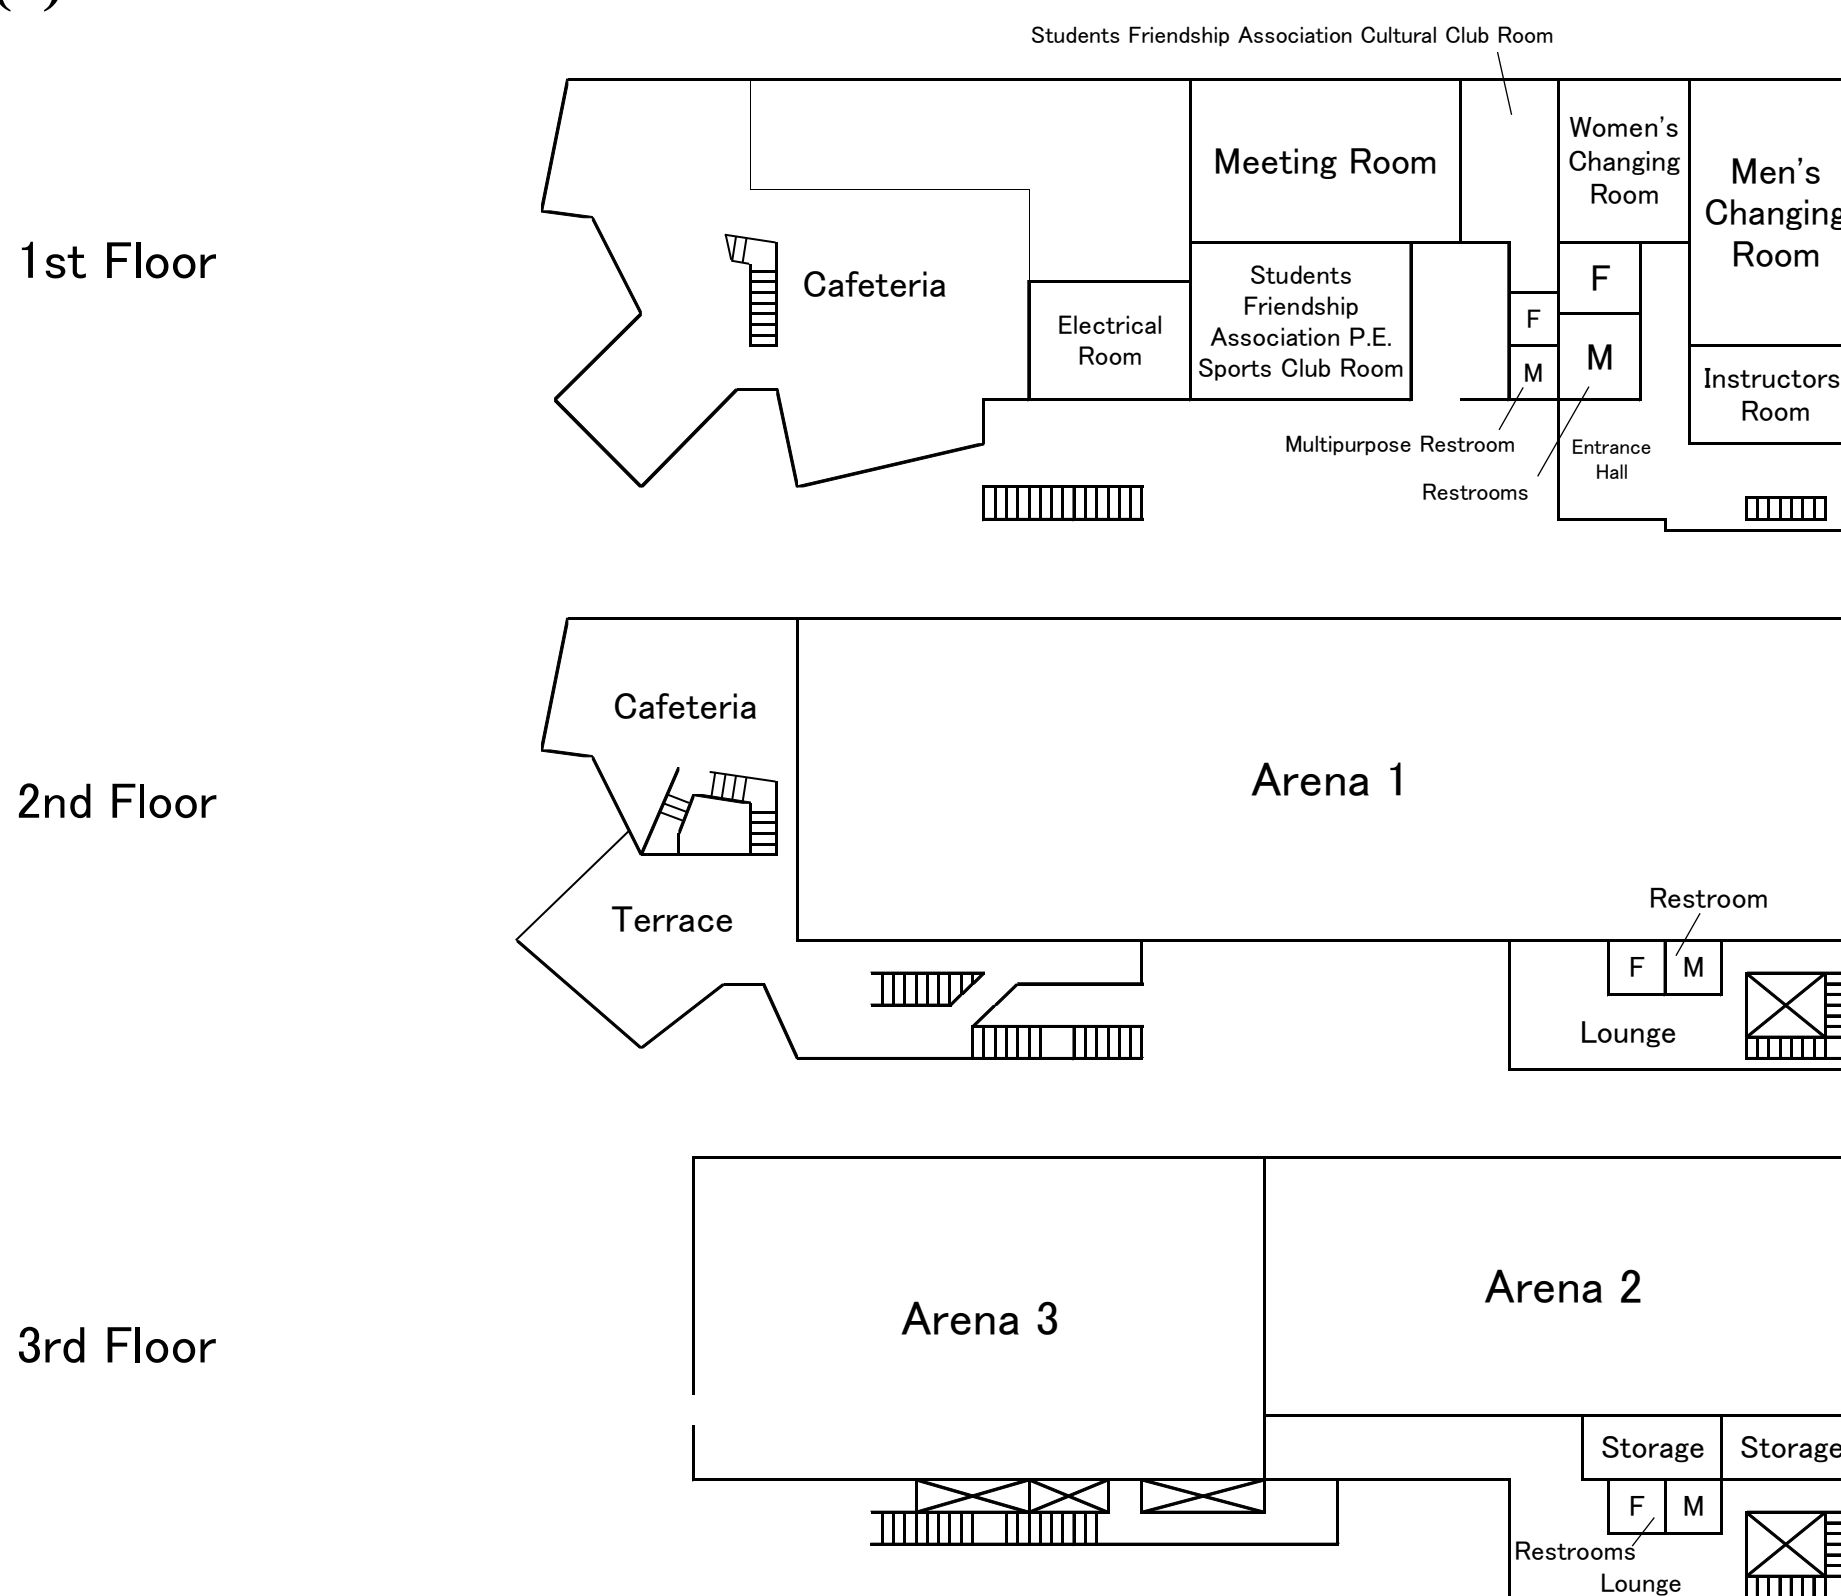 Students Friendship Association Cultural Club Room
1st Floor
Cafeteria
Electrical
Room
Meeting Room
Students
Friendship
Association P.E.
Sports Club Room
Women's
Changing
Room
Men's
Changing
Room
F
M
F
M
Instructors
Room
Multipurpose Restroom
Restrooms
Entrance
Hall
2nd Floor
Cafeteria
Terrace
Arena 1
Restroom
F
M
Lounge
3rd Floor
Arena 3
Arena 2
Storage
Storage
F
M
Restrooms
Lounge